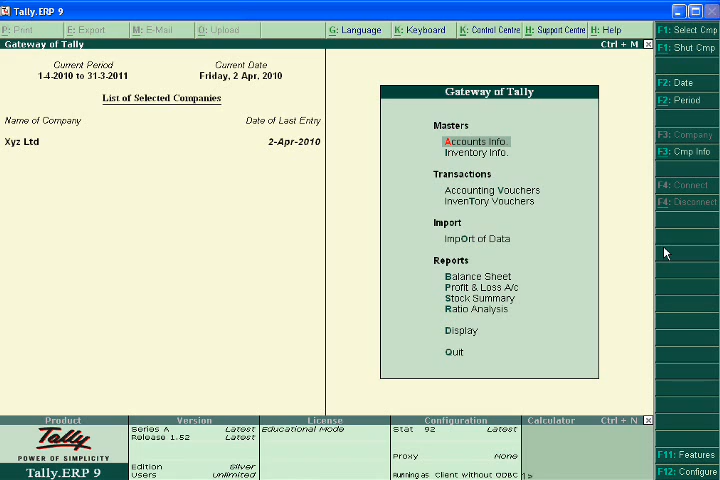 Tally.ERP 9
P: Print E: Export M: E-Mail O: Upload G: Language K: Keyboard K: Control Centre H: Support Centre H: Help F1: Select Cmp
Gateway of Tally Ctrl + M
F1: Shut Cmp
Current Period Current Date
1-4-2010 to 31-3-2011 Friday, 2 Apr, 2010
F2: Date
List of Selected Companies Gateway of Tally F2: Period
Name of Company Date of Last Entry
Masters
F3: Company
Xyz Ltd 2-Apr-2010 Accounts Info.
Inventory Info. F3: Cmp Info
Transactions
F4: Connect
Accounting Vouchers
InvenTory Vouchers F4: Disconnect
Import
ImpOrt of Data
Reports
Balance Sheet
Profit & Loss A/c
Stock Summary
Ratio Analysis
Display
Quit
Product Version License Configuration Calculator Ctrl + N
Series A Latest
Release 1.52 Latest
Educational Mode
Stat 92 Latest
Tally
POWER OF SIMPLICITY
Proxy None
F11: Features
Tally.ERP 9
Edition Silver
Users Unlimited
Running as Client without ODBC
F12: Configure